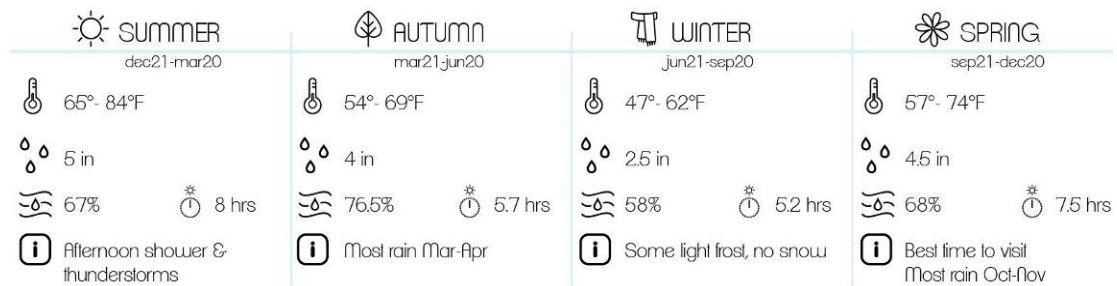 SUMMER
dec21-mar20
65°- 84°F
5 in
67%
8 hrs
Afternoon shower &
thunderstorms
AUTUMN
mar21-jun20
54°- 69°F
4 in
76.5%
5.7 hrs
Most rain Mar-Apr
WINTER
jun21-sep20
47°- 62°F
2.5 in
58%
5.2 hrs
Some light frost, no snow
SPRING
sep21-dec20
57°- 74°F
4.5 in
68%
7.5 hrs
Best time to visit
Most rain Oct-Nov